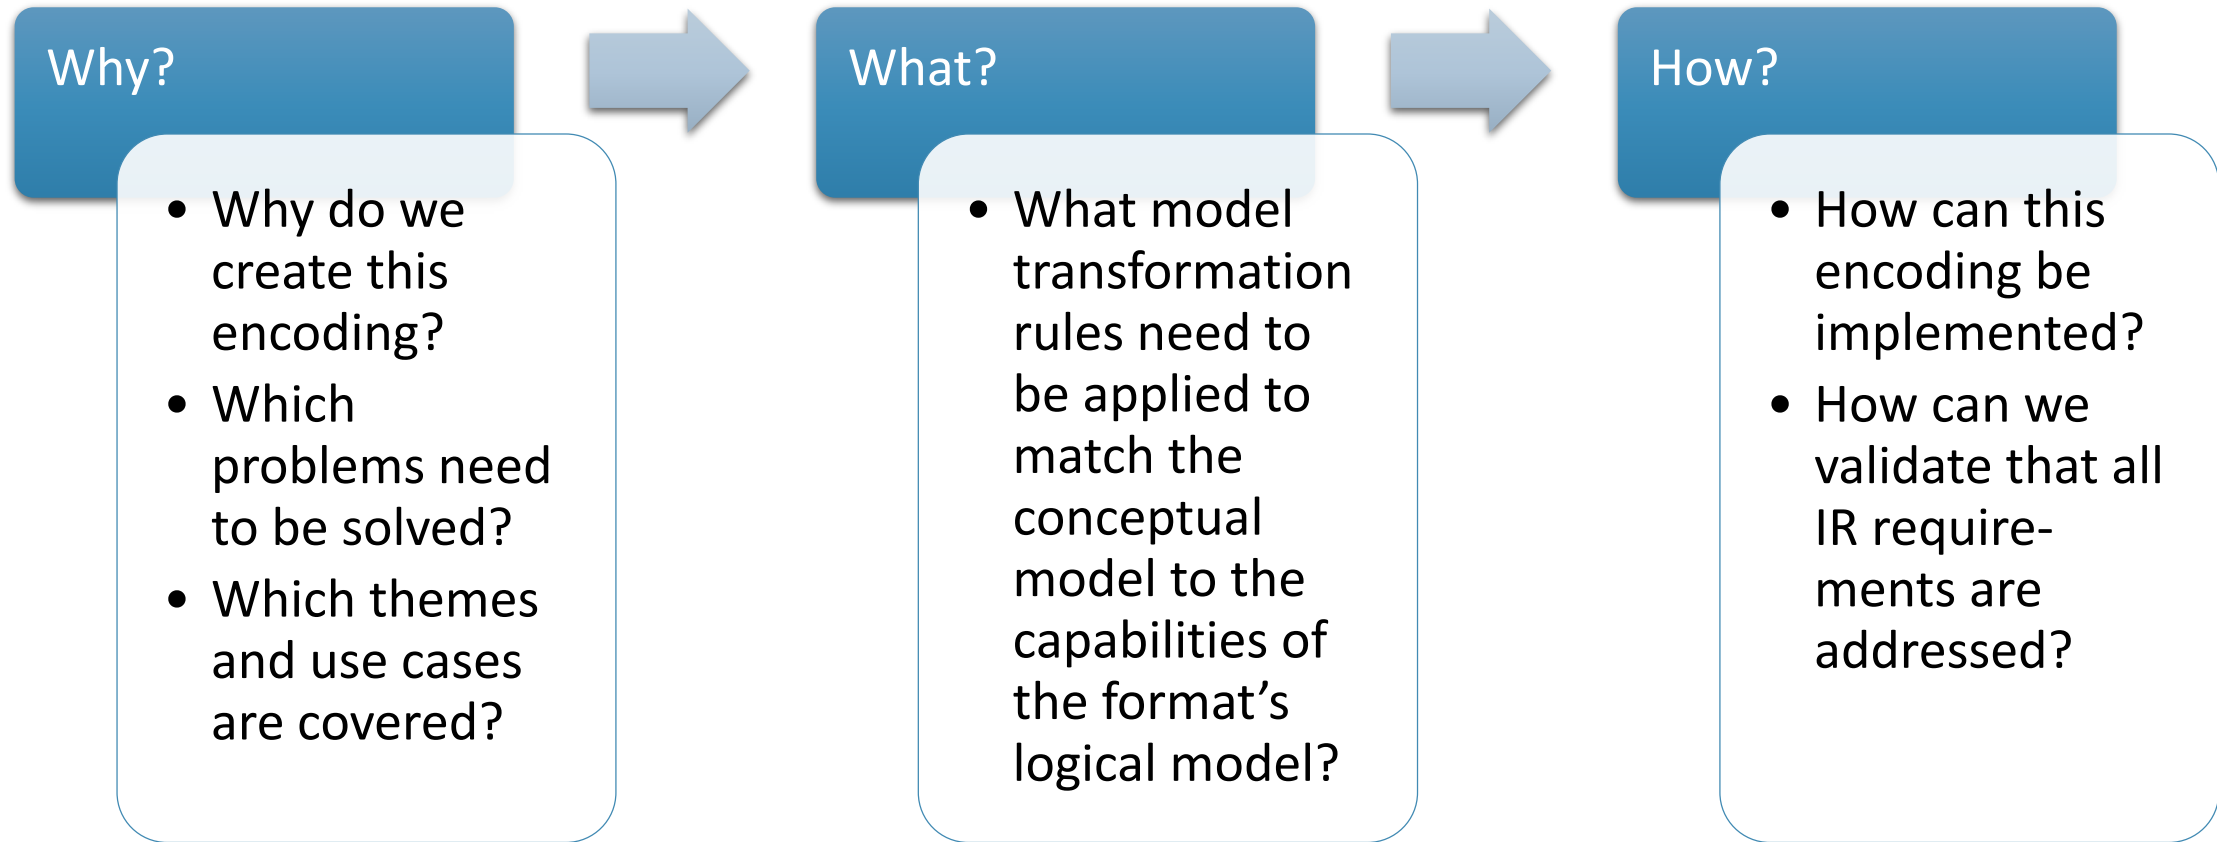 Why?
• Why do we
create this
encoding?
• Which
problems need
to be solved?
• Which themes
and use cases
are covered?
What?
• What model
transformation
rules need to
be applied to
match the
conceptual
model to the
capabilities of
the format’s
logical model?
How?
• How can this
encoding be
implemented?
• How can we
validate that all
IR require-
ments are
addressed?